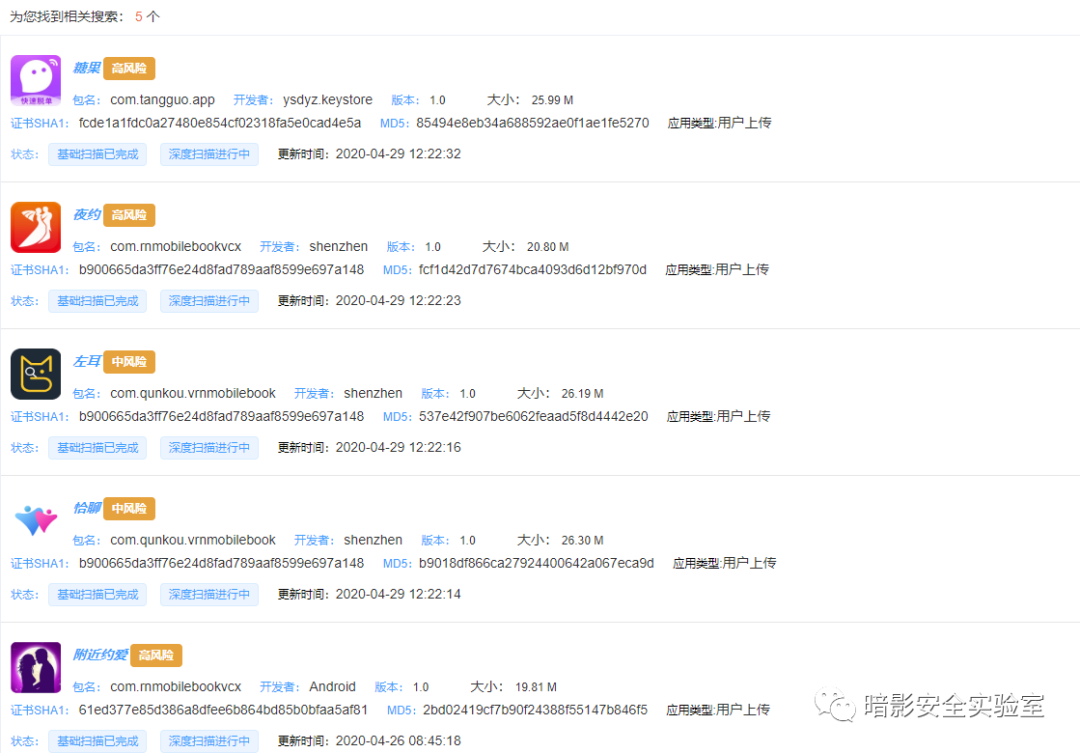 为您找到相关搜索： 5 个
糖果 高风险
快速脱单
包名： com.tangguo.app 开发者： ysdyz.keystore 版本： 1.0 大小： 25.99 M
证书SHA1： fcde1a1fdc0a27480e854cf02318fa5e0cad4e5a MD5： 85494e8eb34a688592ae0f1ae1fe5270 应用类型:用户上传
状态： 基础扫描已完成 深度扫描进行中 更新时间：2020-04-29 12:22:32
夜约 高风险
包名： com.rnmobilebookvcx 开发者： shenzhen 版本： 1.0 大小： 20.80 M
证书SHA1： b900665da3ff76e24d8fad789aaf8599e697a148 MD5： fcf1d42d7d7674bca4093d6d12bf970d 应用类型:用户上传
状态： 基础扫描已完成 深度扫描进行中 更新时间：2020-04-29 12:22:23
左耳 中风险
包名： com.qunkou.vrnmobilebook 开发者： shenzhen 版本： 1.0 大小： 26.19 M
证书SHA1： b900665da3ff76e24d8fad789aaf8599e697a148 MD5： 537e42f907be6062feaad5f8d4442e20 应用类型:用户上传
状态： 基础扫描已完成 深度扫描进行中 更新时间：2020-04-29 12:22:16
恰聊 中风险
包名： com.qunkou.vrnmobilebook 开发者： shenzhen 版本： 1.0 大小： 26.30 M
证书SHA1： b900665da3ff76e24d8fad789aaf8599e697a148 MD5： b9018df866ca27924400642a067eca9d 应用类型:用户上传
状态： 基础扫描已完成 深度扫描进行中 更新时间：2020-04-29 12:22:14
附近约爱 高风险
包名： com.rnmobilebookvcx 开发者： Android 版本： 1.0 大小： 19.81 M
证书SHA1： 61ed377e85d386a8dfee6b864bd85b0bfaa5af81 MD5： 2bd02419cf7b90f24388f55147b846f5 应用类型:用户上传
状态： 基础扫描已完成 深度扫描进行中 更新时间：2020-04-26 08:45:18
暗影安全实验室